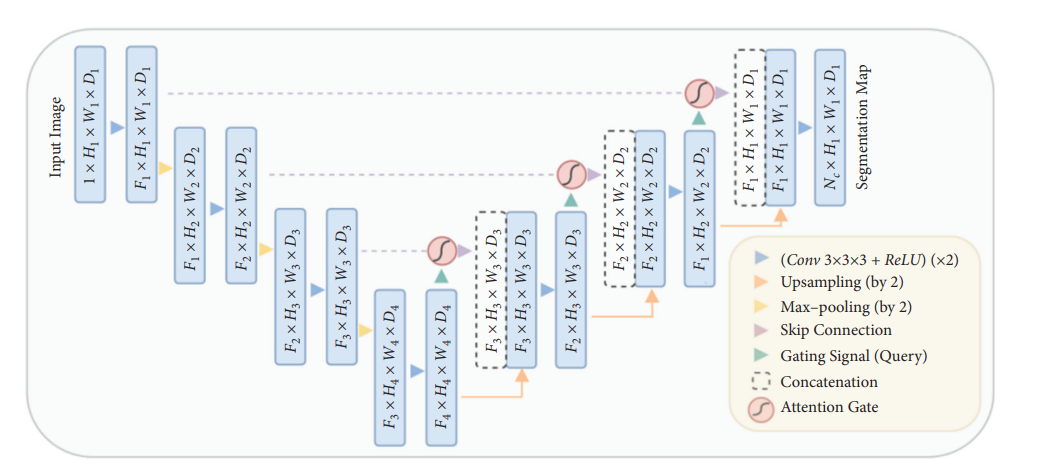 Input Image
1 × H1 × W1 × D1
F1 × H1 × W1 × D1
F1 × H2 × W2 × D2
F2 × H2 × W2 × D2
F2 × H3 × W3 × D3
F3 × H3 × W3 × D3
F3 × H4 × W4 × D4
F4 × H4 × W4 × D4
F3 × H3 × W3 × D3
F3 × H3 × W3 × D3
F2 × H3 × W3 × D3
F2 × H2 × W2 × D2
F2 × H2 × W2 × D2
F1 × H2 × W2 × D2
F1 × H1 × W1 × D1
F1 × H1 × W1 × D1
Nc × H1 × W1 × D1
Segmentation Map
(Conv 3×3×3 + ReLU) (×2)
Upsampling (by 2)
Max–pooling (by 2)
Skip Connection
Gating Signal (Query)
Concatenation
Attention Gate